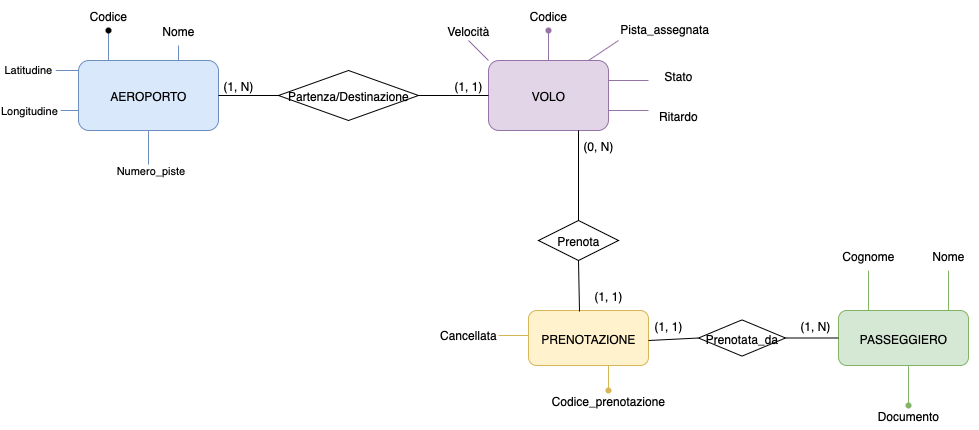 Codice
Nome
Latitudine
Longitudine
AEROPORTO
Numero_piste
(1, N)
Partenza/Destinazione
(1, 1)
Velocità
Codice
Pista_assegnata
Stato
Ritardo
VOLO
(0, N)
Prenota
(1, 1)
Cancellata
PRENOTAZIONE
Codice_prenotazione
(1, 1)
Prenotata_da
(1, N)
Cognome
Nome
PASSEGGIERO
Documento